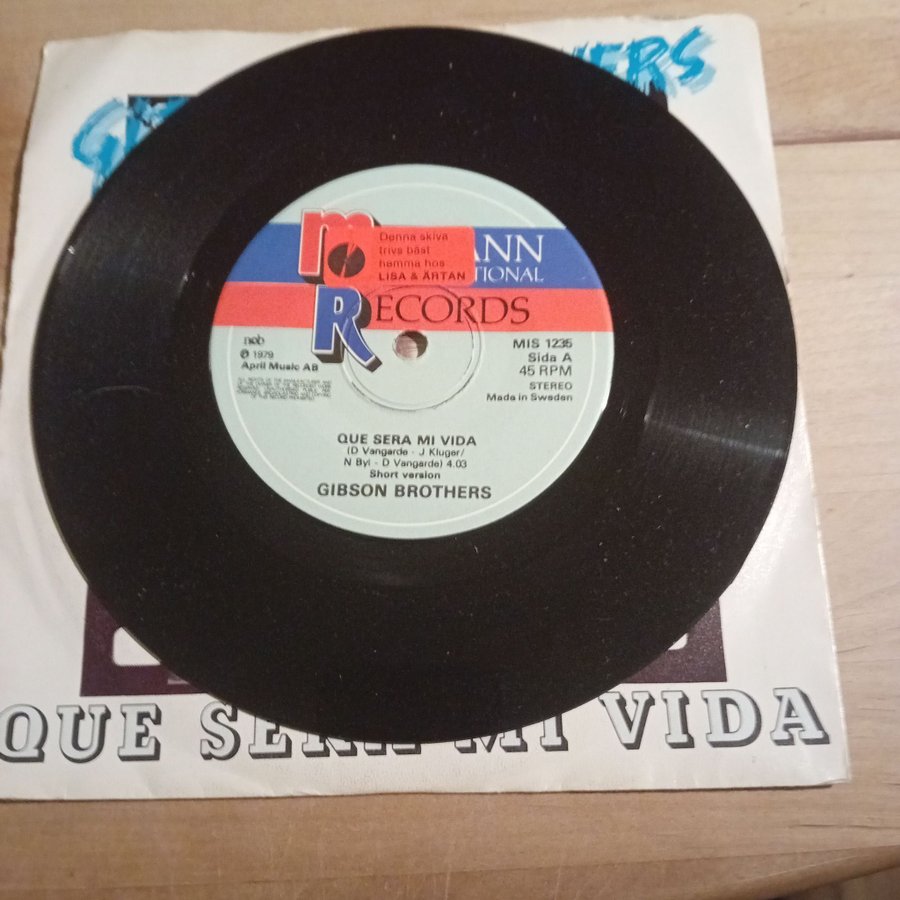 ERS
m
Denna skiva
trivs bäst
hemma hos
LISA & ÄRTAN
ANN
TIONAL
RECORDS
ncb
℗ 1979
April Music AB
MIS 1235
Sida A
45 RPM
STEREO
Made in Sweden
QUE SERA MI VIDA
(D Vangarde - J Kluger/
N Byl - D Vangarde) 4.03
Short version
GIBSON BROTHERS
QUE SERA MI VIDA